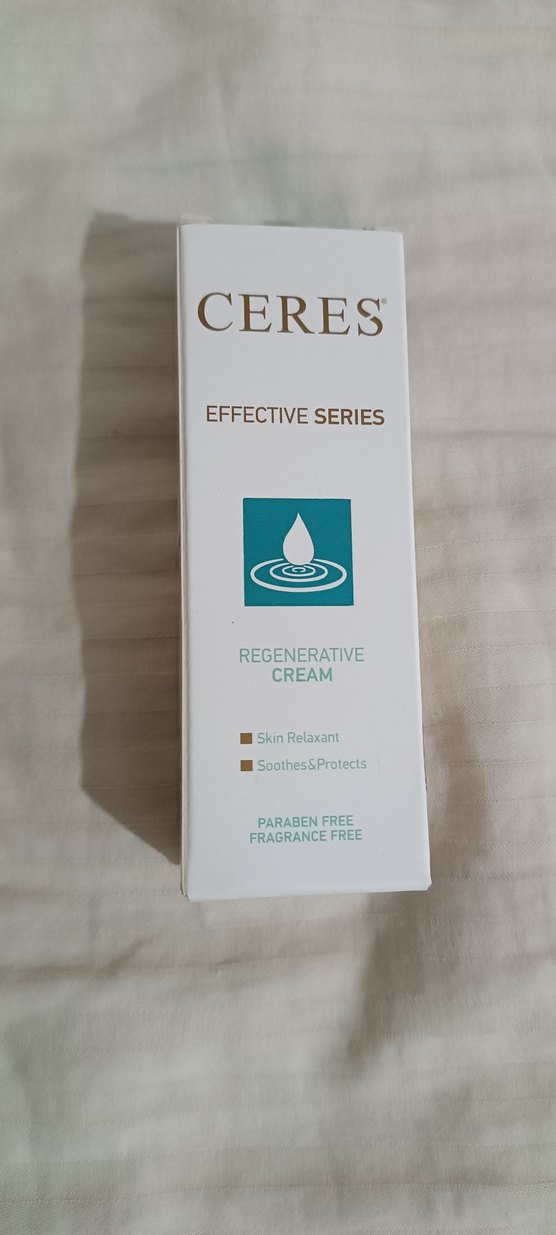 CERES®
EFFECTIVE SERIES
REGENERATIVE
CREAM
Skin Relaxant
Soothes&Protects
PARABEN FREE
FRAGRANCE FREE